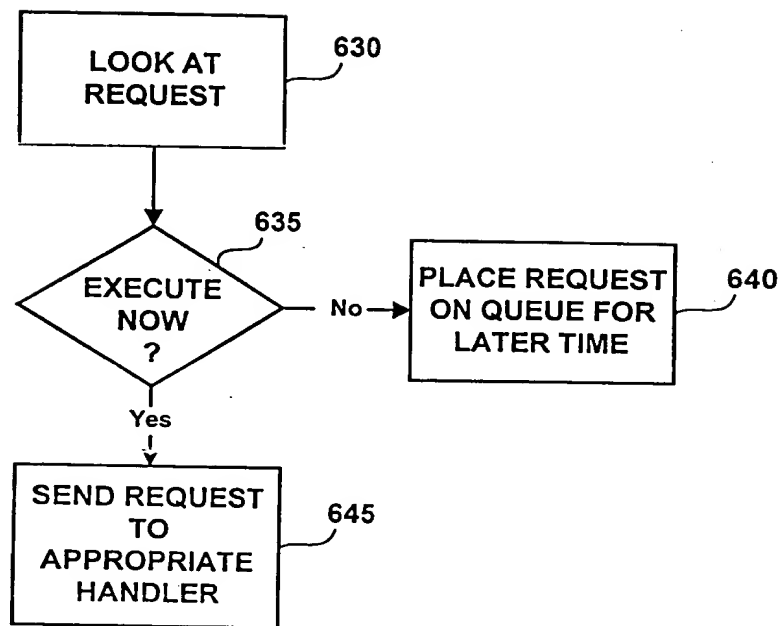 LOOK AT
REQUEST
630
635
EXECUTE
NOW
?
No
PLACE REQUEST
ON QUEUE FOR
LATER TIME
640
Yes
SEND REQUEST
TO
APPROPRIATE
HANDLER
645